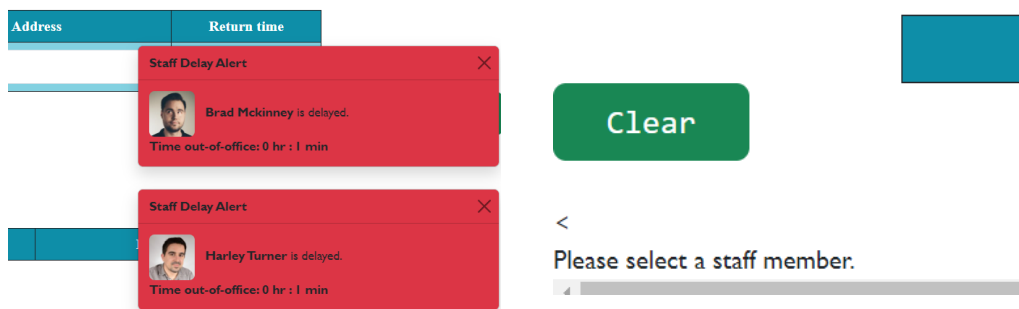 Address Return time
Staff Delay Alert
Brad Mckinney is delayed.
Time out-of-office: 0 hr : 1 min
Staff Delay Alert
Harley Turner is delayed.
Time out-of-office: 0 hr : 1 min
Clear
<
Please select a staff member.